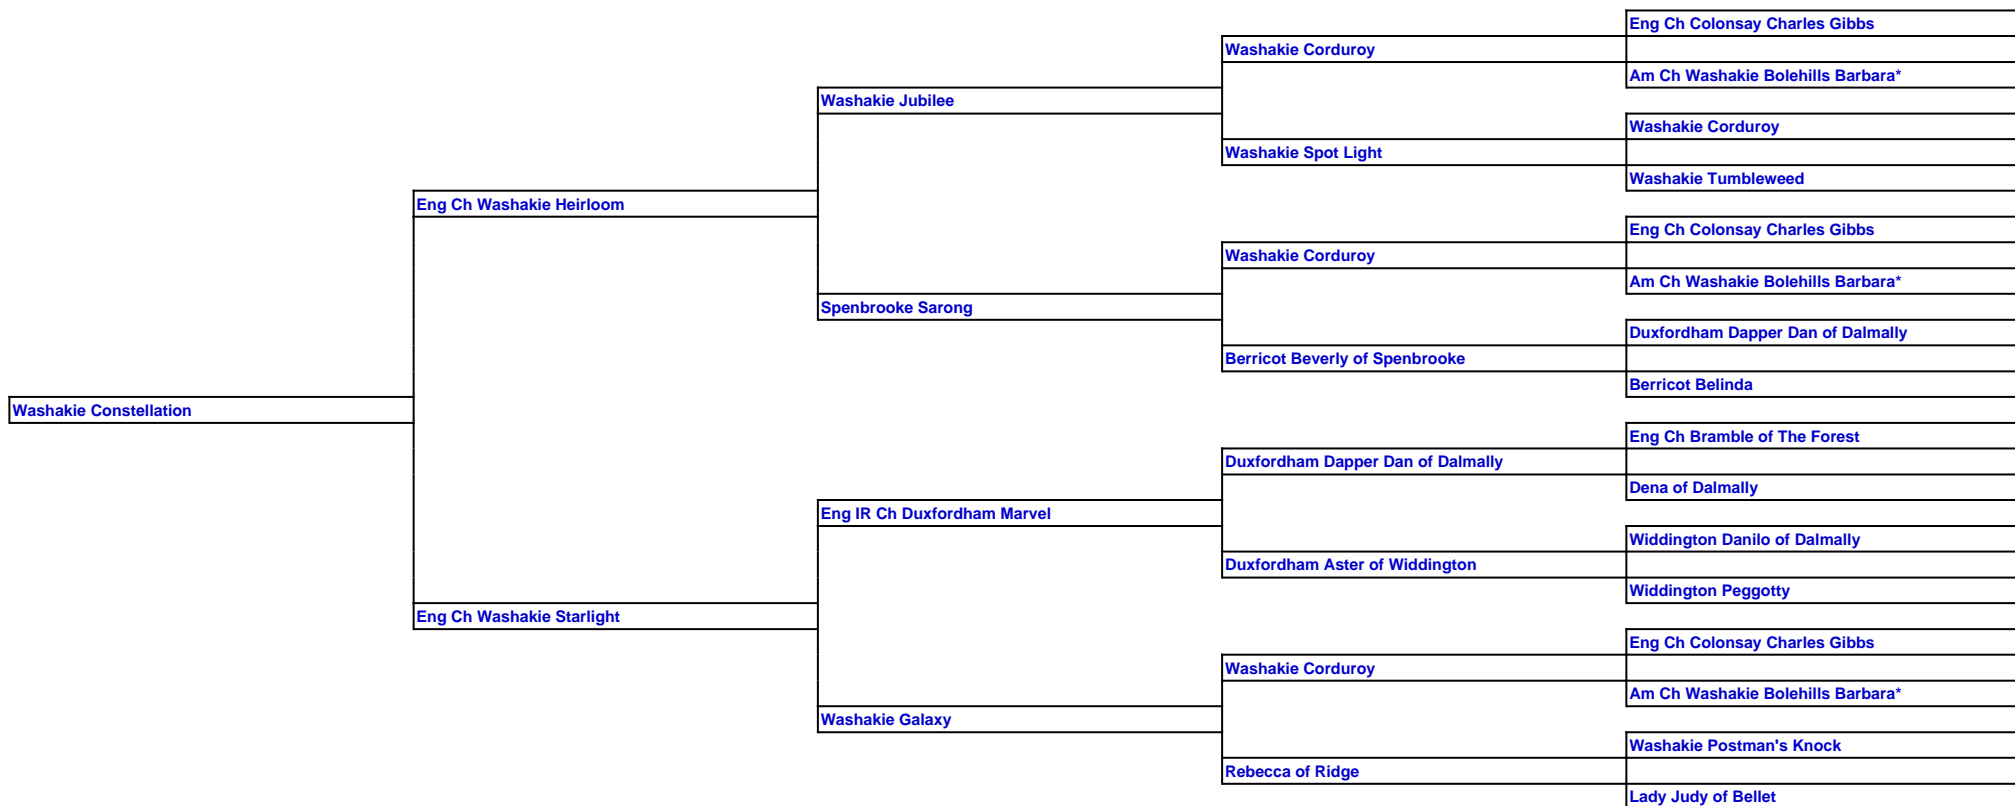 Eng Ch Colonsay Charles Gibbs
Washakie Corduroy
Am Ch Washakie Bolehills Barbara*
Washakie Jubilee
Washakie Corduroy
Washakie Spot Light
Washakie Tumbleweed
Eng Ch Washakie Heirloom
Eng Ch Colonsay Charles Gibbs
Washakie Corduroy
Am Ch Washakie Bolehills Barbara*
Spenbrooke Sarong
Duxfordham Dapper Dan of Dalmally
Berricot Beverly of Spenbrooke
Berricot Belinda
Washakie Constellation
Eng Ch Bramble of The Forest
Duxfordham Dapper Dan of Dalmally
Dena of Dalmally
Eng IR Ch Duxfordham Marvel
Widdington Danilo of Dalmally
Duxfordham Aster of Widdington
Widdington Peggotty
Eng Ch Washakie Starlight
Eng Ch Colonsay Charles Gibbs
Washakie Corduroy
Am Ch Washakie Bolehills Barbara*
Washakie Galaxy
Washakie Postman's Knock
Rebecca of Ridge
Lady Judy of Bellet